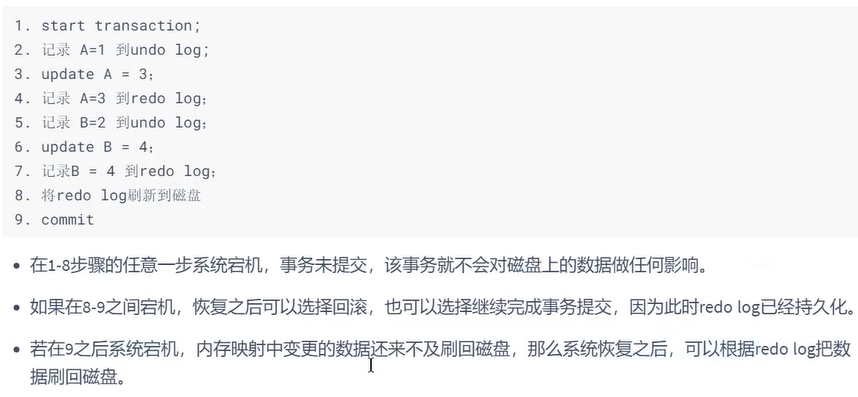 1. start transaction;
2. 记录 A=1 到undo log;
3. update A = 3；
4. 记录 A=3 到redo log；
5. 记录 B=2 到undo log；
6. update B = 4；
7. 记录B = 4 到redo log；
8. 将redo log刷新到磁盘
9. commit
• 在1-8步骤的任意一步系统宕机，事务未提交，该事务就不会对磁盘上的数据做任何影响。
• 如果在8-9之间宕机，恢复之后可以选择回滚，也可以选择继续完成事务提交，因为此时redo log已经持久化。
• 若在9之后系统宕机，内存映射中变更的数据还来不及刷回磁盘，那么系统恢复之后，可以根据redo log把数
据刷回磁盘。